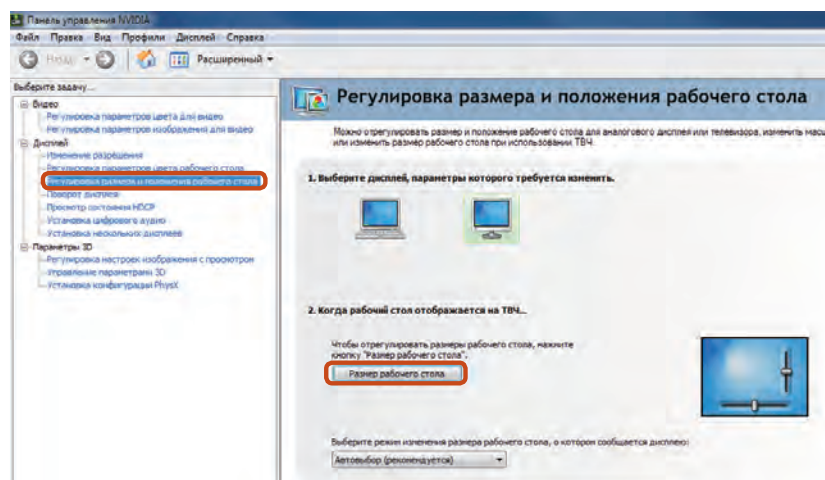 Панель управления NVIDIA
Файл Правка Вид Профили Дисплей Справка
Назад Расширенный
Выберите задачу...
Видео
Регулировка параметров цвета для видео
Регулировка параметров изображения для видео
Дисплей
Изменение разрешения
Регулировка параметров цвета рабочего стола
Регулировка размера и положения рабочего стола
Поворот дисплея
Просмотр состояния HDCP
Установка цифрового аудио
Установка нескольких дисплеев
Параметры 3D
Регулировка настроек изображения с просмотром
Управление параметрами 3D
Установка конфигурации PhysX
Регулировка размера и положения рабочего стола
Можно отрегулировать размер и положение рабочего стола для аналогового дисплея или телевизора, изменить масш
или изменить размер рабочего стола при использовании ТВЧ.
1. Выберите дисплей, параметры которого требуется изменить.
2. Когда рабочий стол отображается на ТВЧ...
Чтобы отрегулировать размеры рабочего стола, нажмите
кнопку "Размер рабочего стола".
Размер рабочего стола
Выберите режим изменения размера рабочего стола, о котором сообщается дисплею:
Автовыбор (рекомендуется)